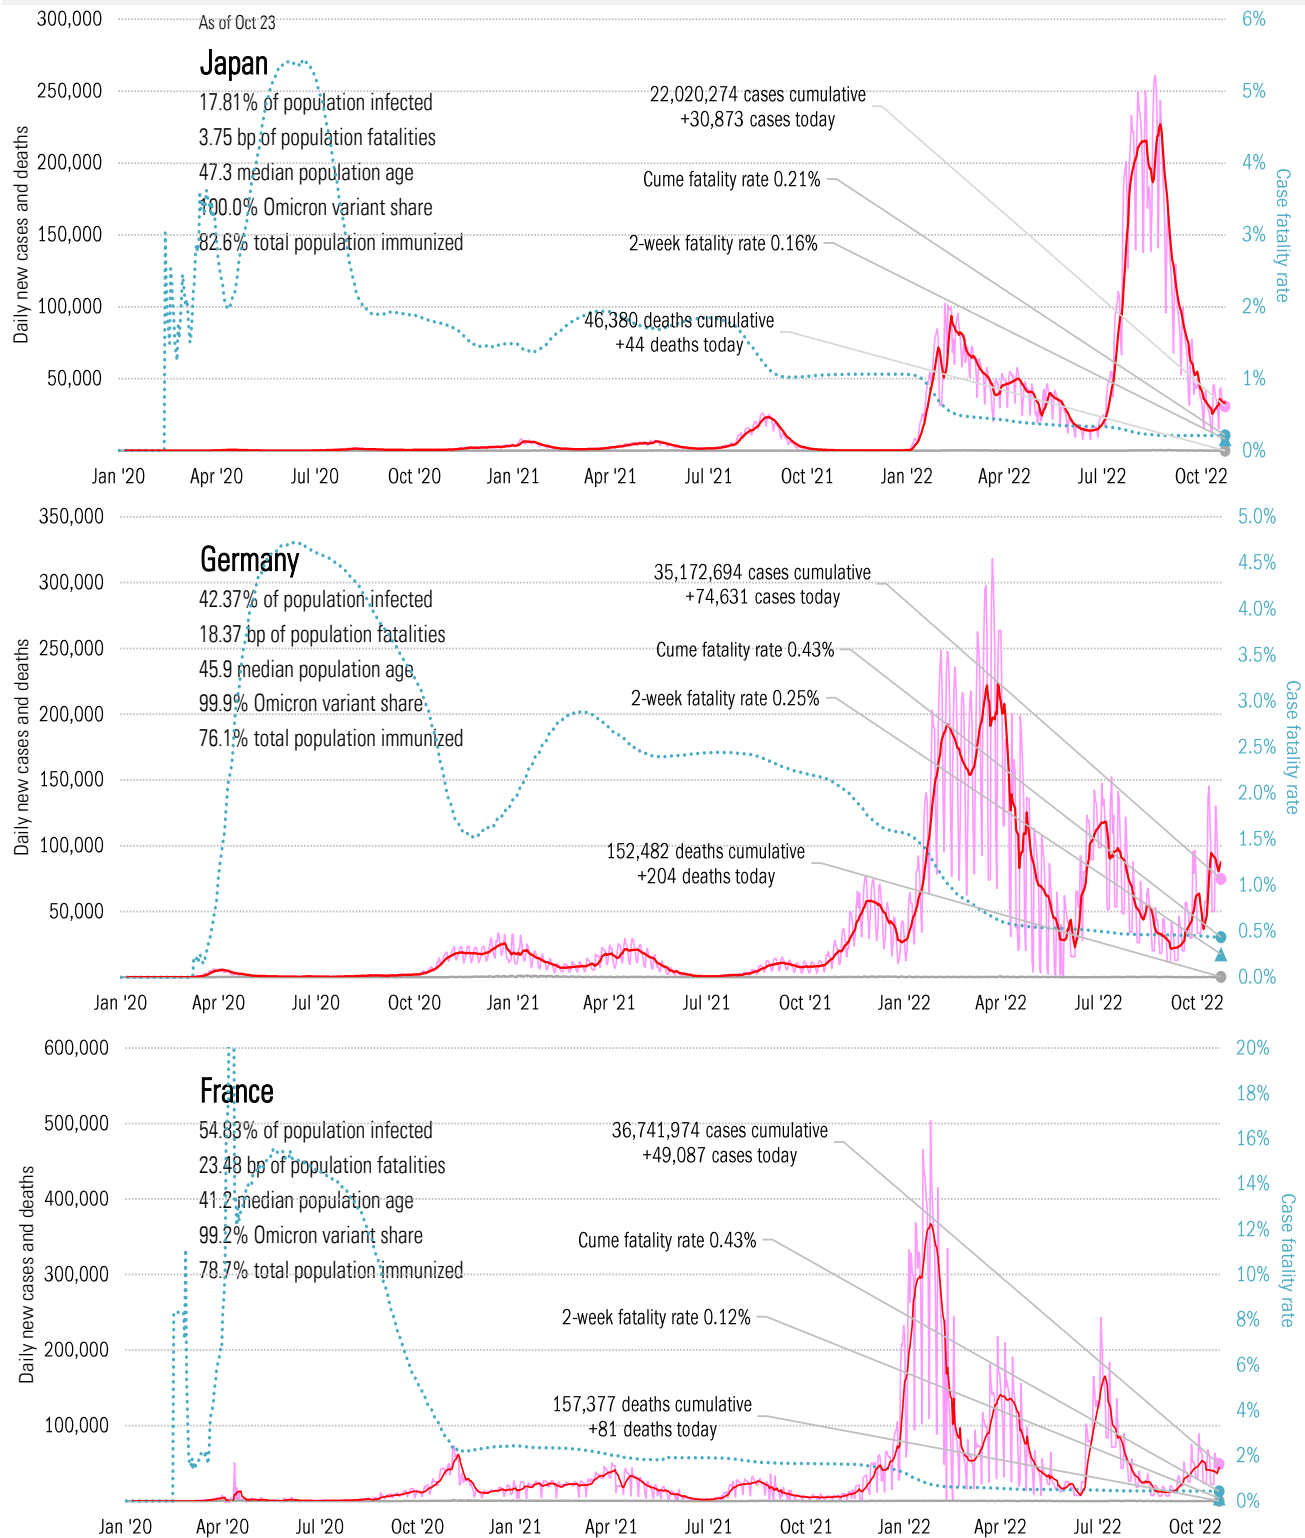 As of Oct 23
Japan
17.81% of population infected
3.75 bp of population fatalities
47.3 median population age
100.0% Omicron variant share
82.6% total population immunized
22,020,274 cases cumulative
+30,873 cases today
Cume fatality rate 0.21%
2-week fatality rate 0.16%
46,380 deaths cumulative
+44 deaths today
Daily new cases and deaths
300,000
250,000
200,000
150,000
100,000
50,000
6%
5%
4%
3%
2%
1%
0%
Case fatality rate
Jan '20 Apr '20 Jul '20 Oct '20 Jan '21 Apr '21 Jul '21 Oct '21 Jan '22 Apr '22 Jul '22 Oct '22
Germany
42.37% of population infected
18.37 bp of population fatalities
45.9 median population age
99.9% Omicron variant share
76.1% total population immunized
35,172,694 cases cumulative
+74,631 cases today
Cume fatality rate 0.43%
2-week fatality rate 0.25%
152,482 deaths cumulative
+204 deaths today
Daily new cases and deaths
350,000
300,000
250,000
200,000
150,000
100,000
50,000
5.0%
4.5%
4.0%
3.5%
3.0%
2.5%
2.0%
1.5%
1.0%
0.5%
0.0%
Case fatality rate
Jan '20 Apr '20 Jul '20 Oct '20 Jan '21 Apr '21 Jul '21 Oct '21 Jan '22 Apr '22 Jul '22 Oct '22
France
54.83% of population infected
23.48 bp of population fatalities
41.2 median population age
99.2% Omicron variant share
78.7% total population immunized
36,741,974 cases cumulative
+49,087 cases today
Cume fatality rate 0.43%
2-week fatality rate 0.12%
157,377 deaths cumulative
+81 deaths today
Daily new cases and deaths
600,000
500,000
400,000
300,000
200,000
100,000
20%
18%
16%
14%
12%
10%
8%
6%
4%
2%
0%
Case fatality rate
Jan '20 Apr '20 Jul '20 Oct '20 Jan '21 Apr '21 Jul '21 Oct '21 Jan '22 Apr '22 Jul '22 Oct '22